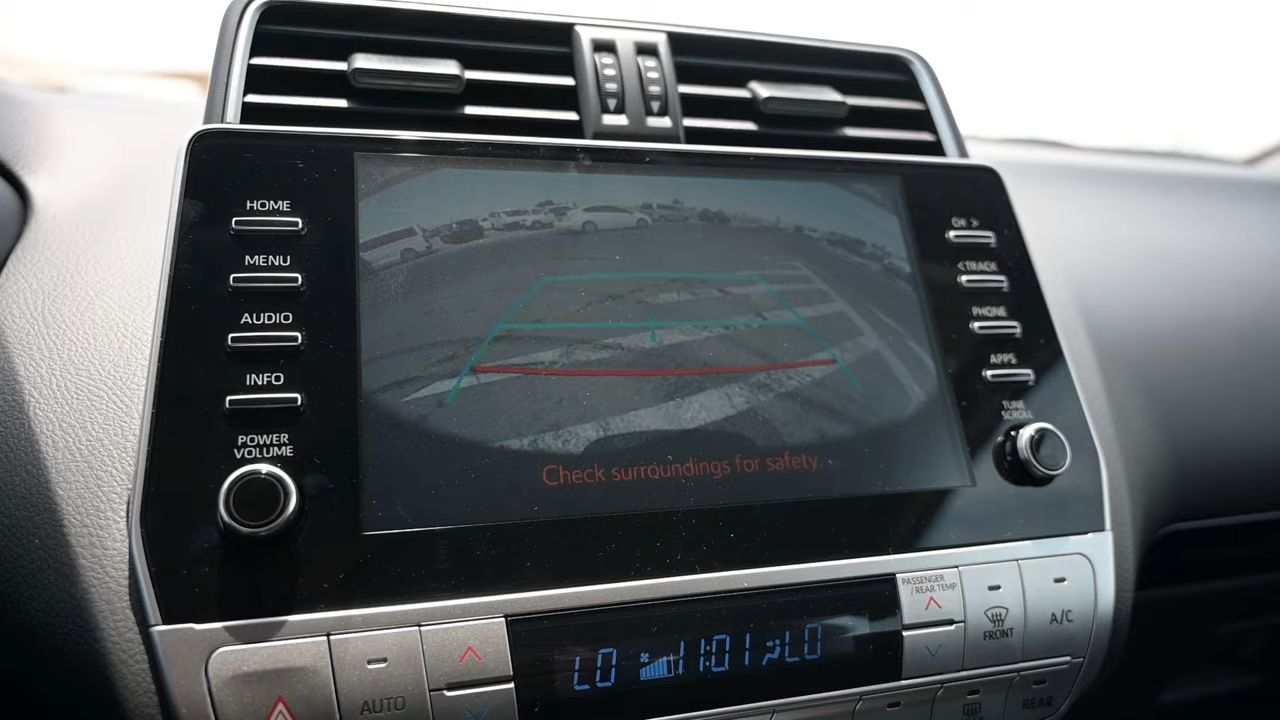 HOME
MENU
AUDIO
INFO
POWER
VOLUME
<TRACK
PHONE
APPS
TUNE
SCROLL
Check surroundings for safety.
PASSENGER
/REAR TEMP
LO 11:01 LO
FRONT
A/C
AUTO
REAR